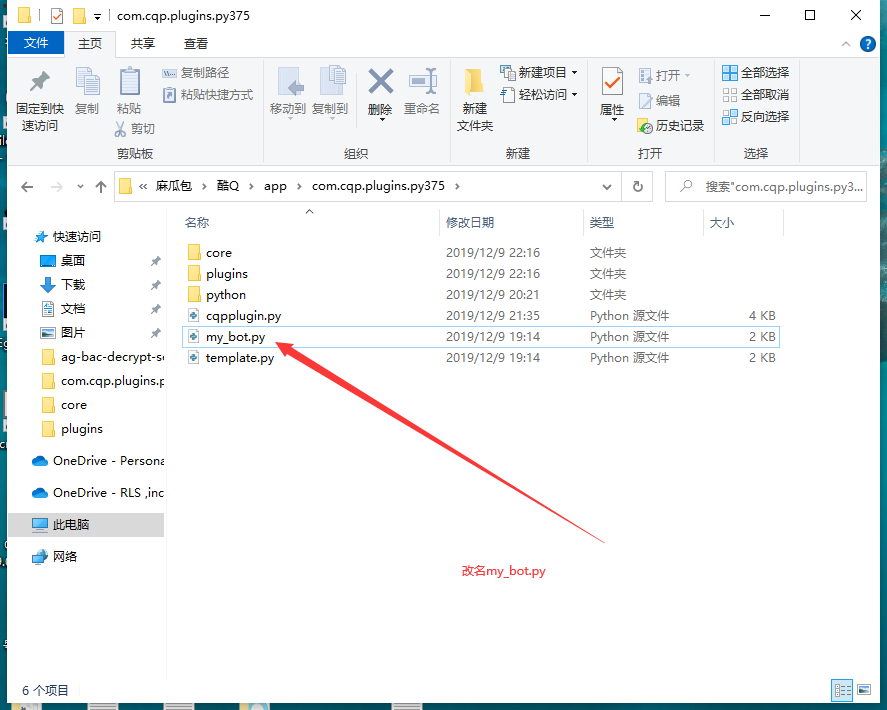 com.cqp.plugins.py375
文件 主页 共享 查看
固定到快速访问
复制
粘贴
复制路径
粘贴快捷方式
剪切
剪贴板
移动到
复制到
删除
重命名
组织
新建文件夹
新建项目
轻松访问
新建
属性
打开
编辑
历史记录
打开
全部选择
全部取消
反向选择
选择
« 麻瓜包 › 酷Q › app › com.cqp.plugins.py375 ›
搜索"com.cqp.plugins.py3...
快速访问
桌面
下载
文档
图片
ag-bac-decrypt-s
com.cqp.plugins.p
core
plugins
OneDrive - Persona
OneDrive - RLS ,inc
此电脑
网络
名称 修改日期 类型 大小
core 2019/12/9 22:16 文件夹
plugins 2019/12/9 22:16 文件夹
python 2019/12/9 20:21 文件夹
cqpplugin.py 2019/12/9 21:35 Python 源文件 4 KB
my_bot.py 2019/12/9 19:14 Python 源文件 2 KB
template.py 2019/12/9 19:14 Python 源文件 2 KB
改名my_bot.py
6 个项目